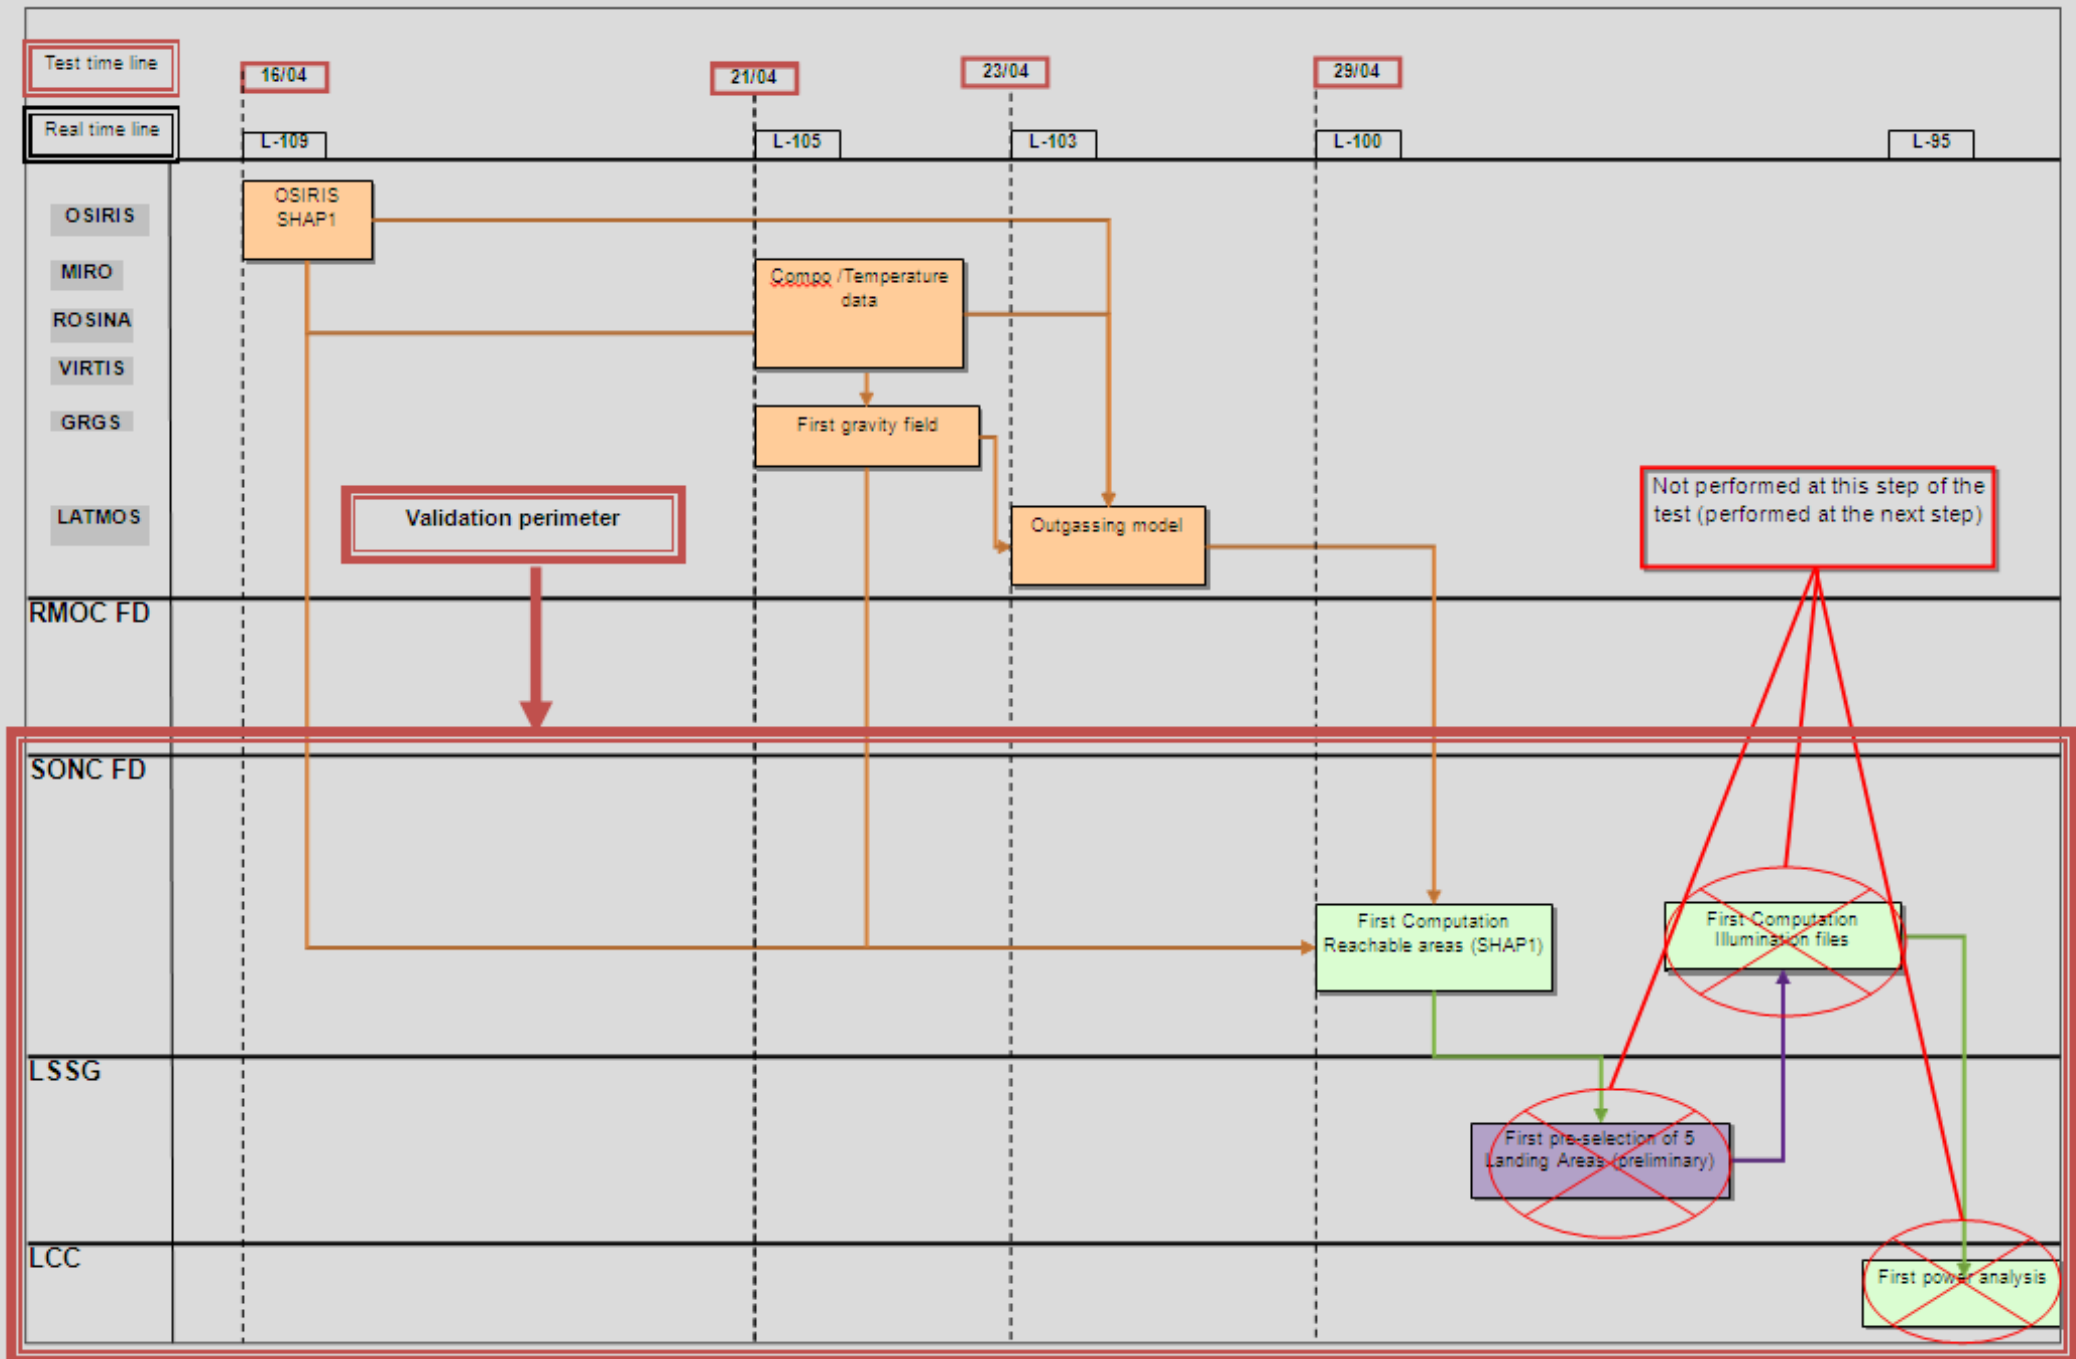 Test time line
16/04
21/04
23/04
29/04
Real time line
L-109
L-105
L-103
L-100
L-95
OSIRIS
OSIRIS
SHAP1
MIRO
Compo /Temperature
data
ROSINA
VIRTIS
GRGS
First gravity field
LATMOS
Validation perimeter
Outgassing model
Not performed at this step of the
test (performed at the next step)
RMOC FD
SONC FD
First Computation
Reachable areas (SHAP1)
First Computation
Illumination files
LSSG
First pre-selection of 5
Landing Areas (preliminary)
LCC
First power analysis